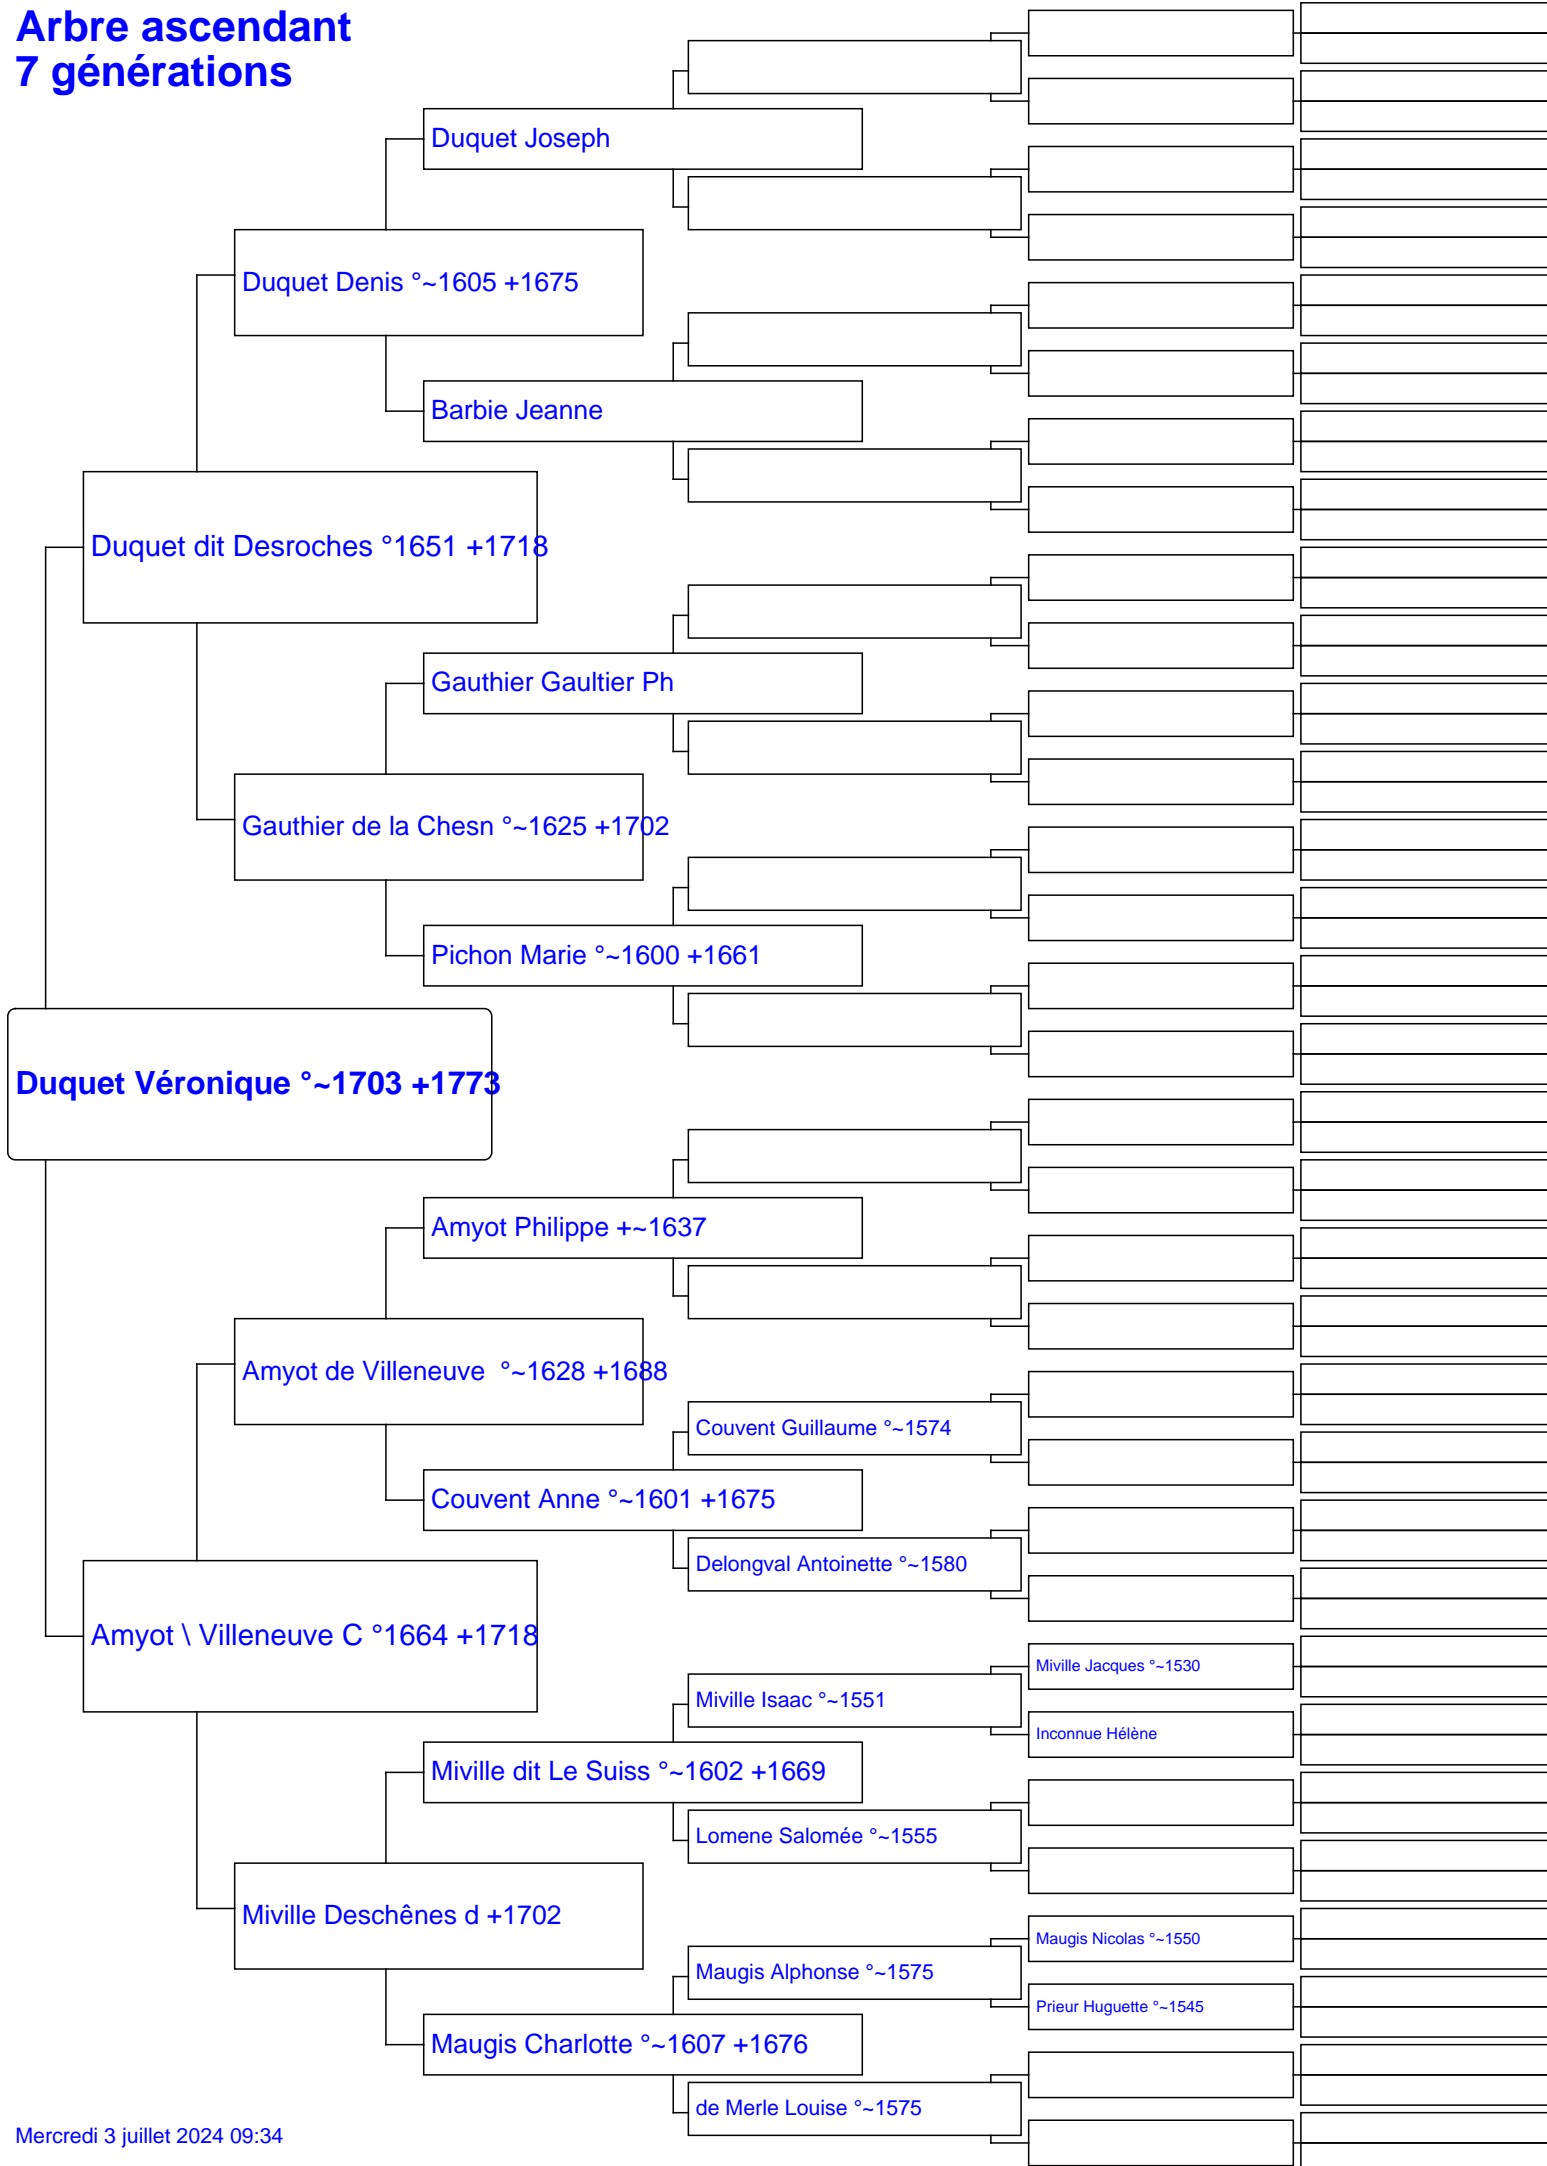 Arbre ascendant
7 générations
Duquet Joseph
Duquet Denis °~1605 +1675
Barbie Jeanne
Duquet dit Desroches °1651 +1718
Gauthier Gaultier Ph
Gauthier de la Chesn °~1625 +1702
Pichon Marie °~1600 +1661
Duquet Véronique °~1703 +1773
Amyot Philippe +~1637
Amyot de Villeneuve  °~1628 +1688
Couvent Guillaume °~1574
Couvent Anne °~1601 +1675
Delongval Antoinette °~1580
Amyot \ Villeneuve C °1664 +1718
Miville Jacques °~1530
Miville Isaac °~1551
Inconnue Hélène
Miville dit Le Suiss °~1602 +1669
Lomene Salomée °~1555
Miville Deschênes d +1702
Maugis Nicolas °~1550
Maugis Alphonse °~1575
Prieur Huguette °~1545
Maugis Charlotte °~1607 +1676
de Merle Louise °~1575
Mercredi 3 juillet 2024 09:34